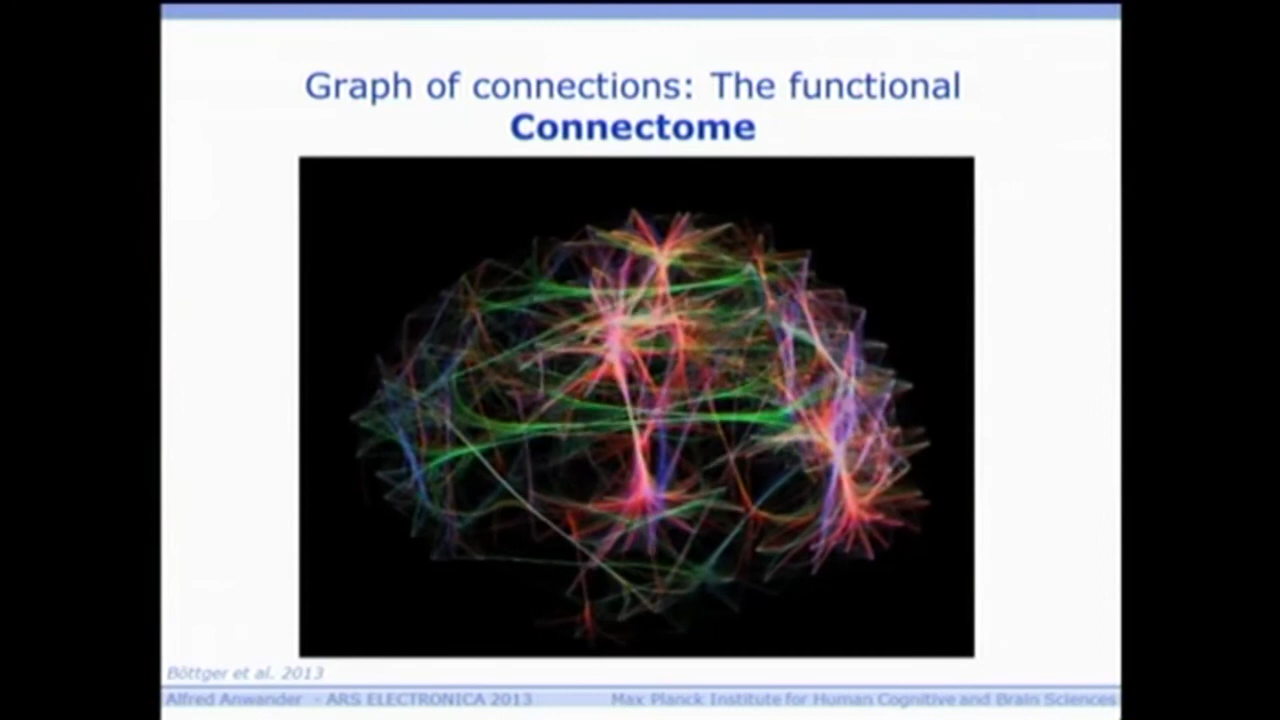 Graph of connections: The functional
Connectome
Böttger et al. 2013
Alfred Anwander - ARS ELECTRONICA 2013
Max Planck Institute for Human Cognitive and Brain Sciences